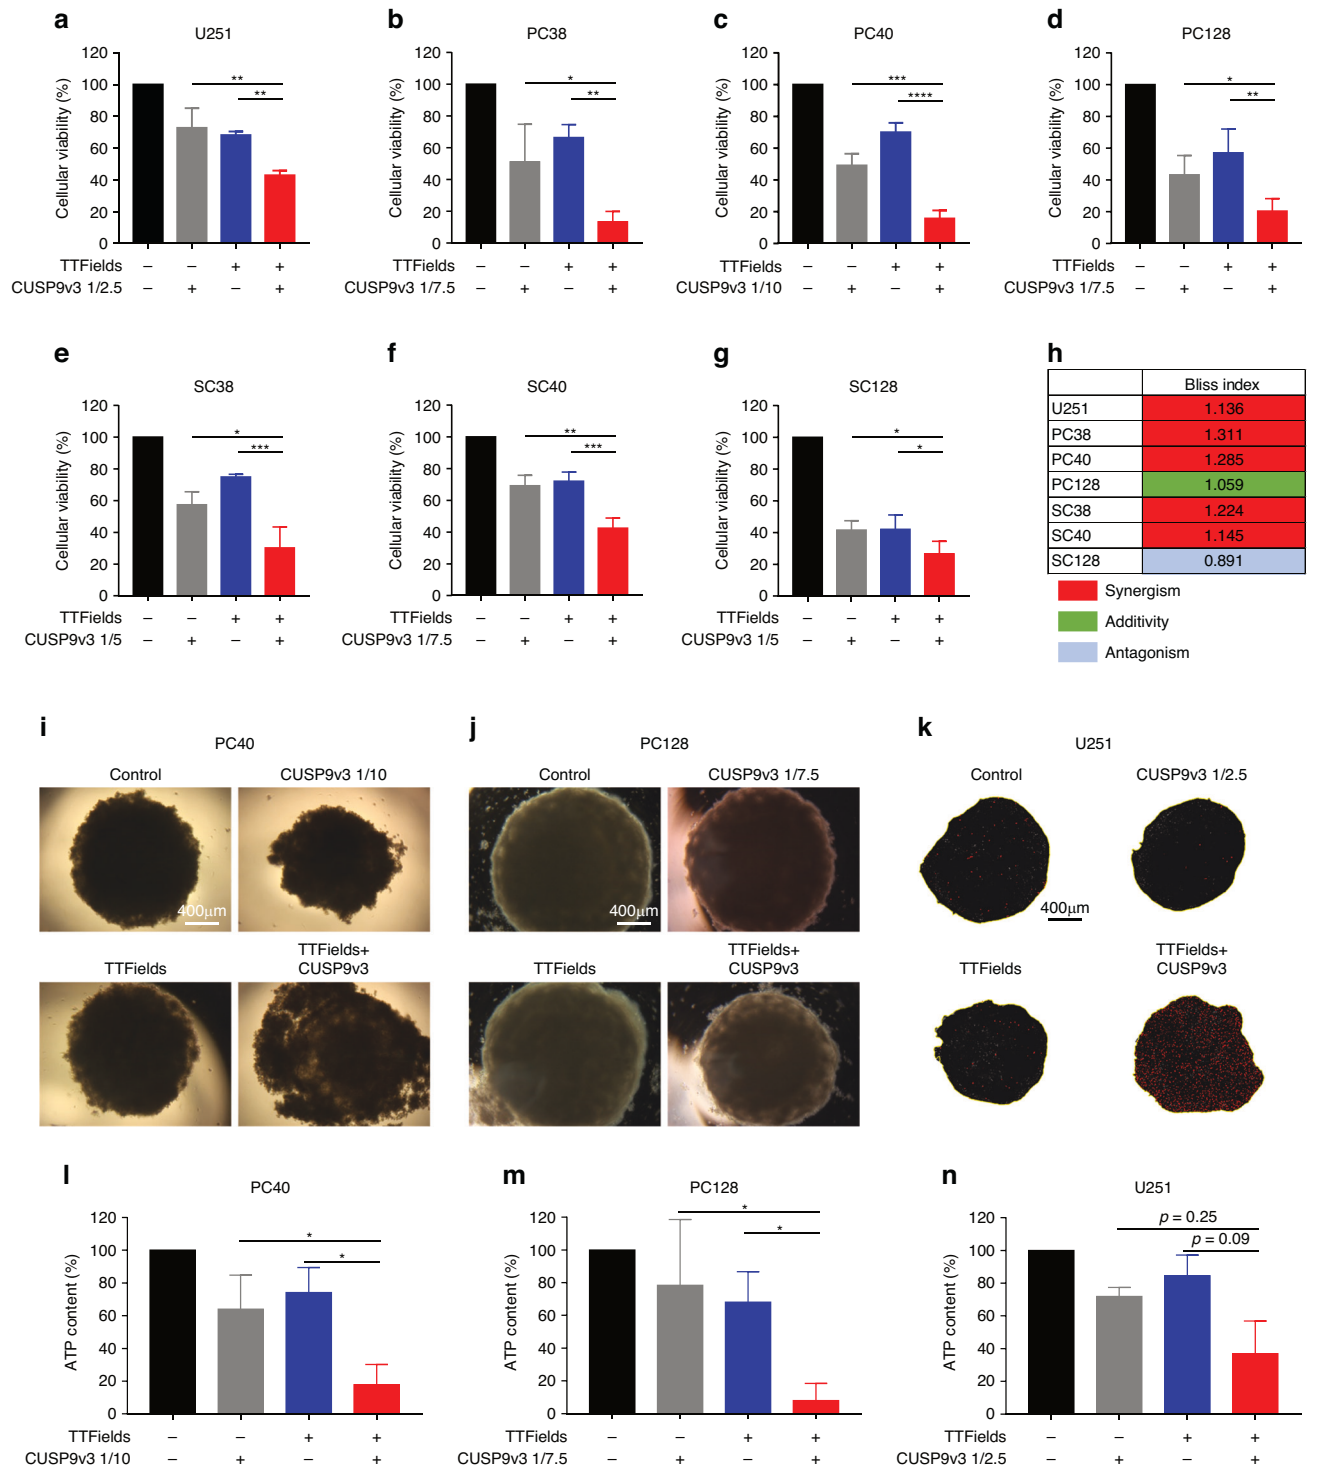 a
U251
120
100
80
60
40
20
0
Cellular viability (%)
**
**
TTFields – – + +
CUSP9v3 1/2.5 – + – +
b
PC38
120
100
80
60
40
20
0
Cellular viability (%)
*
**
TTFields – – + +
CUSP9v3 1/7.5 – + – +
c
PC40
120
100
80
60
40
20
0
Cellular viability (%)
***
****
TTFields – – + +
CUSP9v3 1/10 – + – +
d
PC128
120
100
80
60
40
20
0
Cellular viability (%)
*
**
TTFields – – + +
CUSP9v3 1/7.5 – + – +
e
SC38
120
100
80
60
40
20
0
Cellular viability (%)
*
***
TTFields – – + +
CUSP9v3 1/5 – + – +
f
SC40
120
100
80
60
40
20
0
Cellular viability (%)
**
***
TTFields – – + +
CUSP9v3 1/7.5 – + – +
g
SC128
120
100
80
60
40
20
0
Cellular viability (%)
*
*
TTFields – – + +
CUSP9v3 1/5 – + – +
h
Bliss index
U251 1.136
PC38 1.311
PC40 1.285
PC128 1.059
SC38 1.224
SC40 1.145
SC128 0.891
Synergism
Additivity
Antagonism
i
PC40
Control
CUSP9v3 1/10
400μm
TTFields
TTFields+
CUSP9v3
j
PC128
Control
CUSP9v3 1/7.5
400μm
TTFields
TTFields+
CUSP9v3
k
U251
Control
CUSP9v3 1/2.5
400μm
TTFields
TTFields+
CUSP9v3
l
PC40
120
100
80
60
40
20
0
ATP content (%)
*
*
TTFields – – + +
CUSP9v3 1/10 – + – +
m
PC128
120
100
80
60
40
20
0
ATP content (%)
*
*
TTFields – – + +
CUSP9v3 1/7.5 – + – +
n
U251
120
100
80
60
40
20
0
ATP content (%)
p = 0.25
p = 0.09
TTFields – – + +
CUSP9v3 1/2.5 – + – +